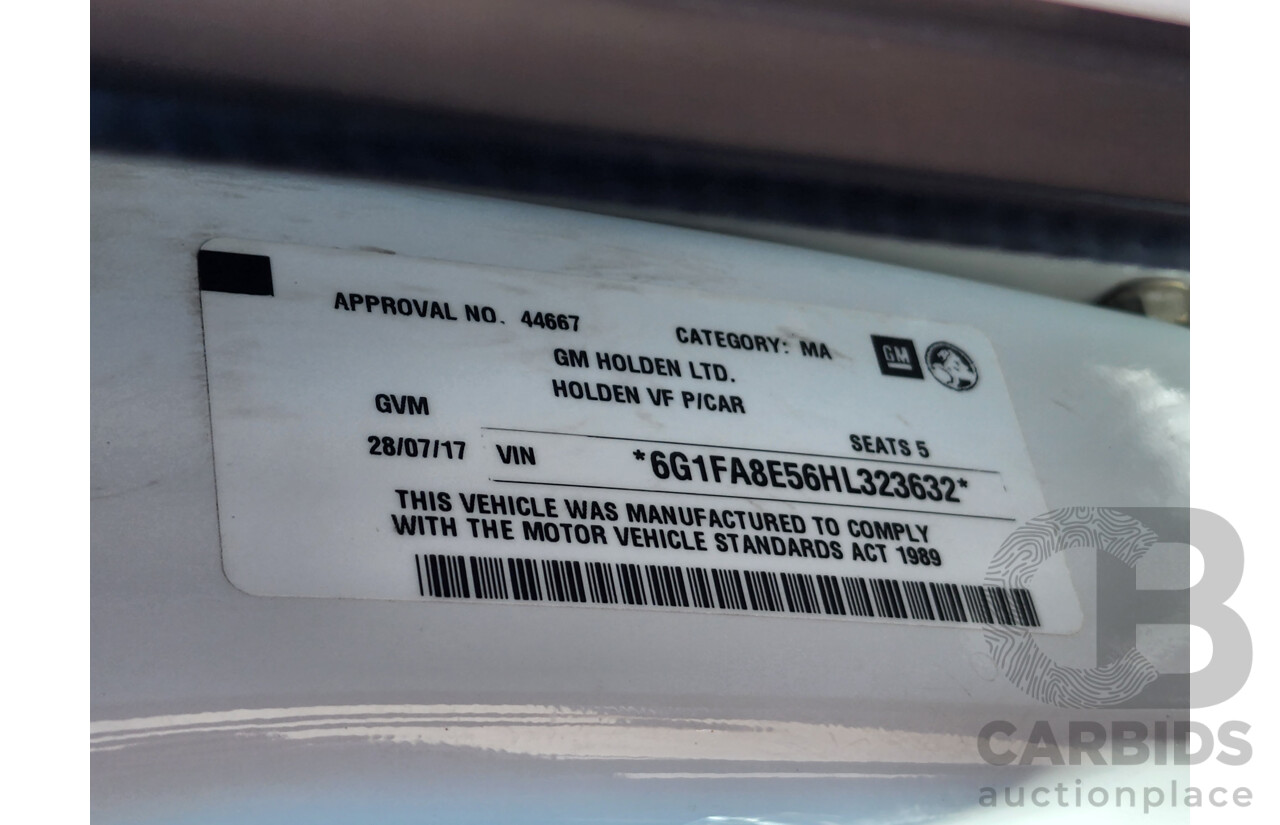 APPROVAL NO. 44667
CATEGORY: MA
GM
GM HOLDEN LTD.
HOLDEN VF P/CAR
GVM
SEATS 5
28/07/17 VIN *6G1FA8E56HL323632*
THIS VEHICLE WAS MANUFACTURED TO COMPLY
WITH THE MOTOR VEHICLE STANDARDS ACT 1989
CB
CARBIDS
auctionplace